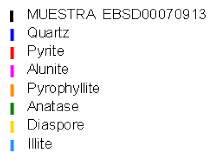 MUESTRA EBSD00070913
Quartz
Pyrite
Alunite
Pyrophyllite
Anatase
Diaspore
Illite